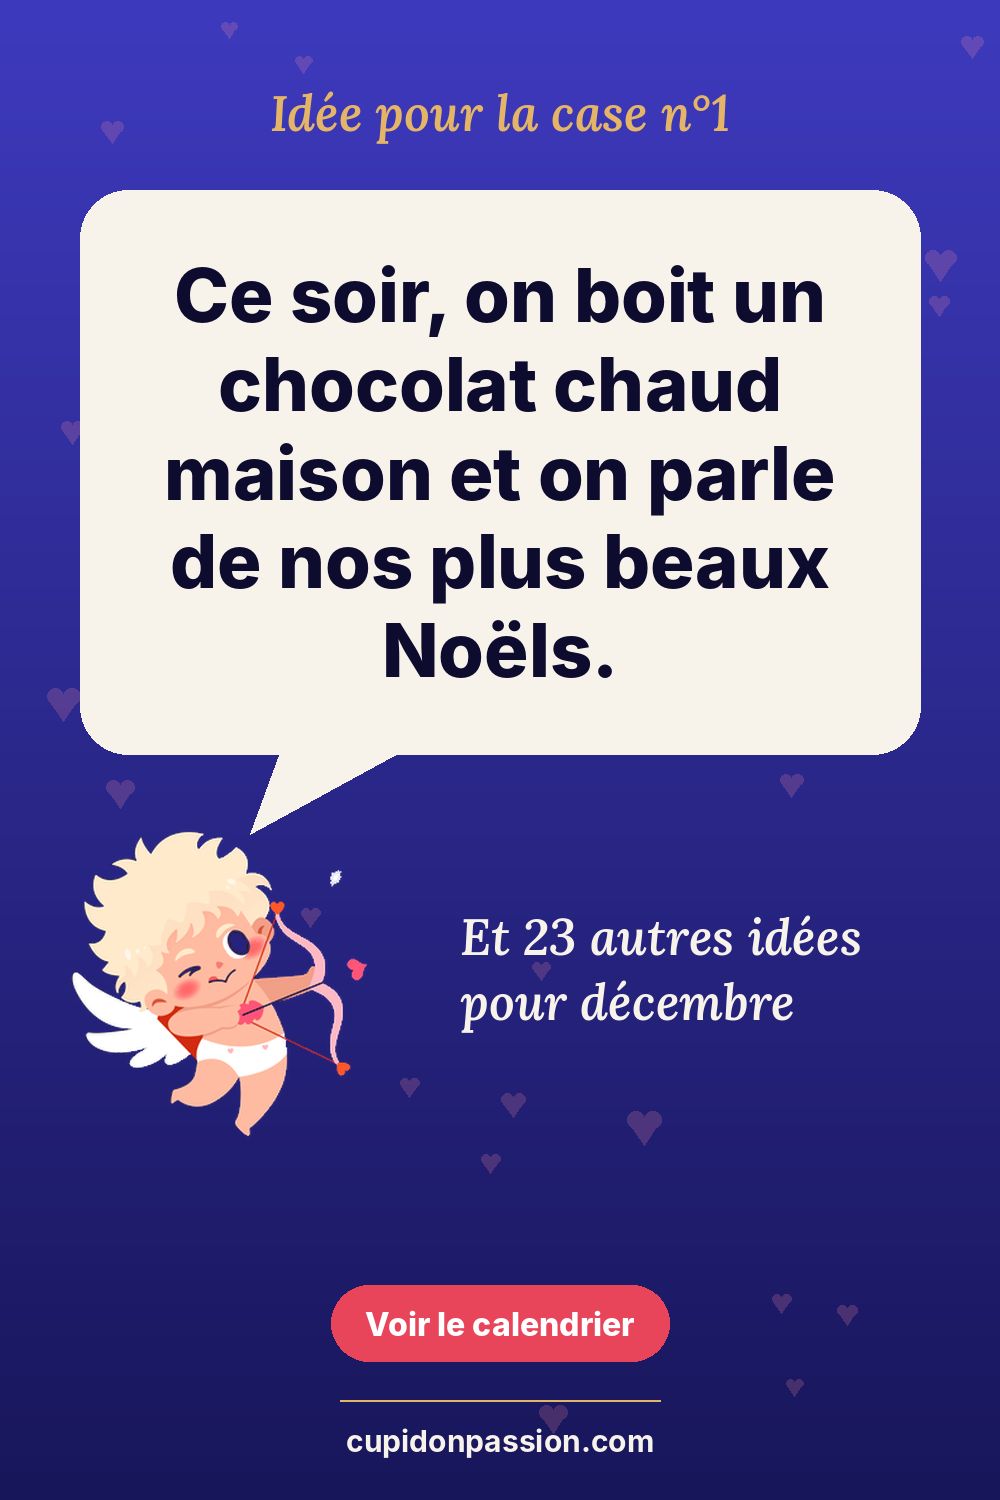 Idée pour la case n°1
Ce soir, on boit un
chocolat chaud
maison et on parle
de nos plus beaux
Noëls.
Et 23 autres idées
pour décembre
Voir le calendrier
cupidonpassion.com